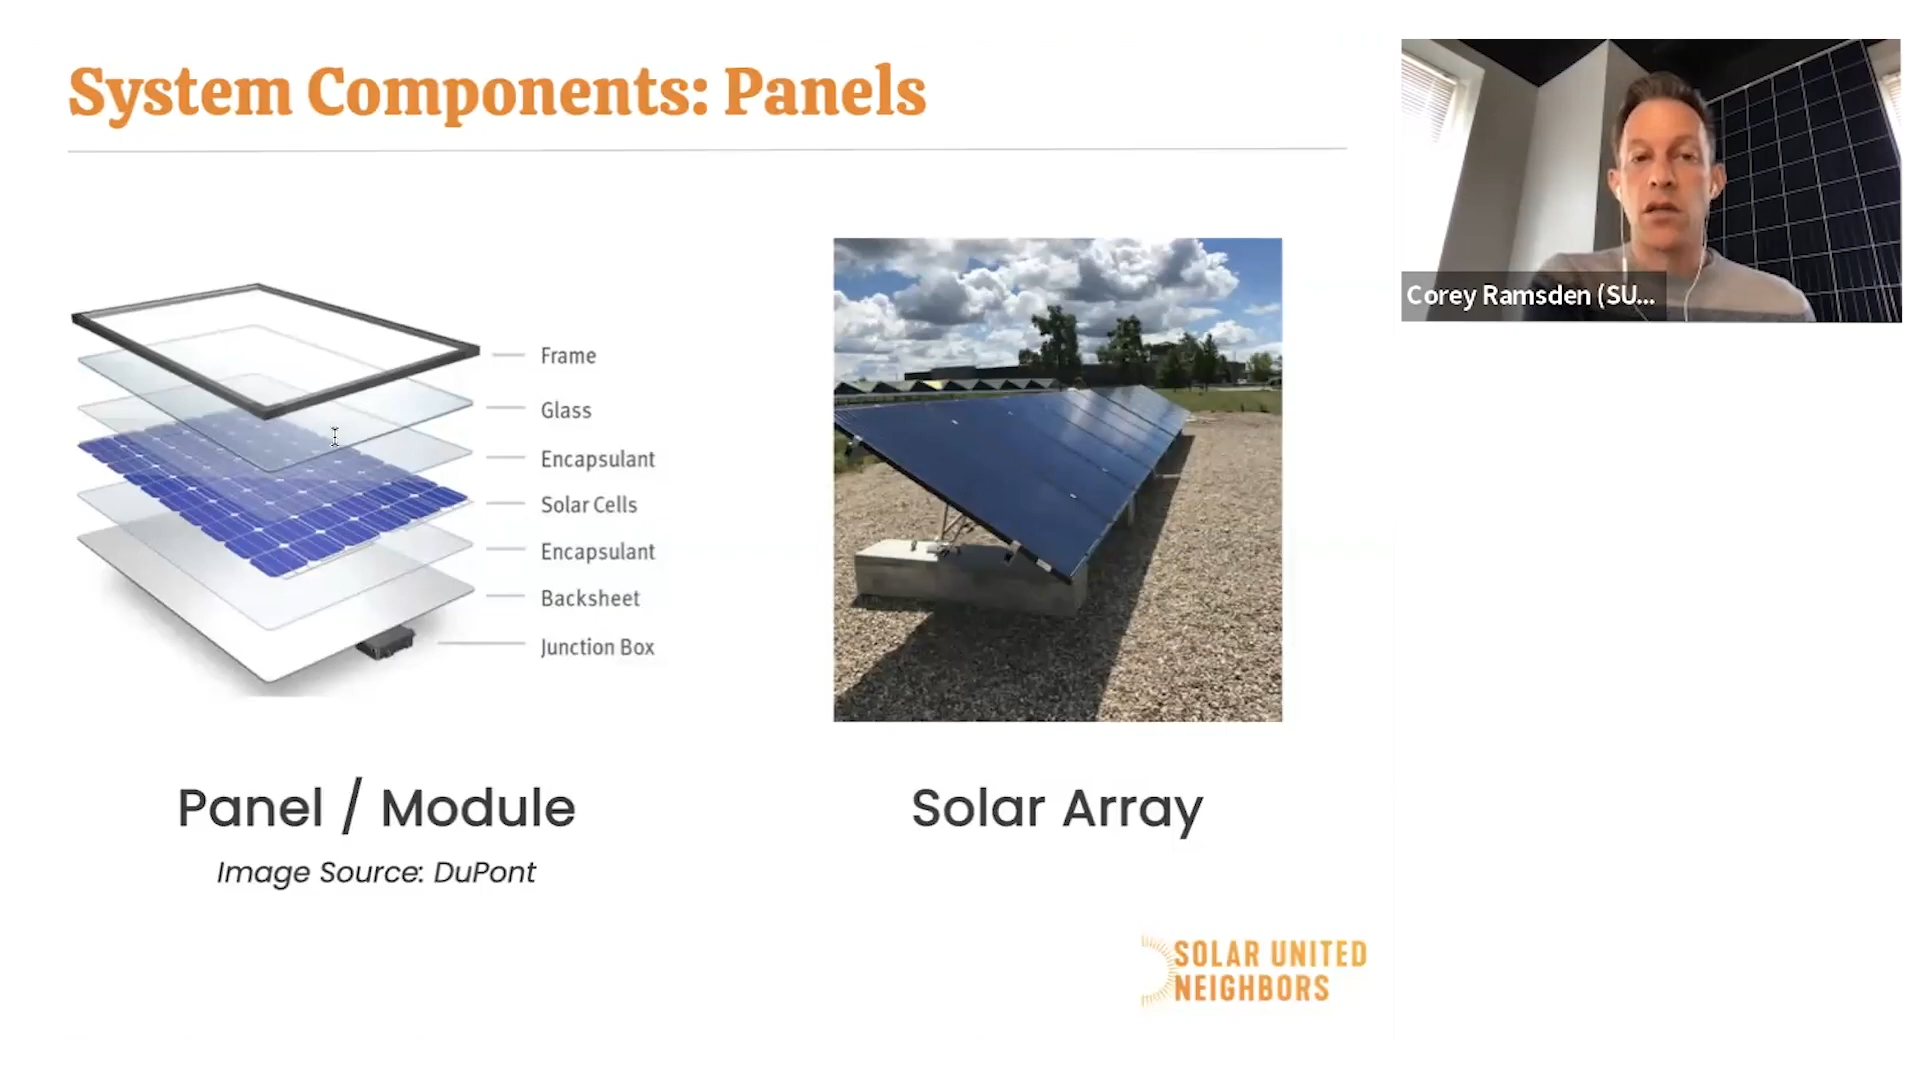 System Components: Panels
Corey Ramsden (SU...
Frame
Glass
Encapsulant
Solar Cells
Encapsulant
Backsheet
Junction Box
Panel / Module
Image Source: DuPont
Solar Array
SOLAR UNITED
NEIGHBORS